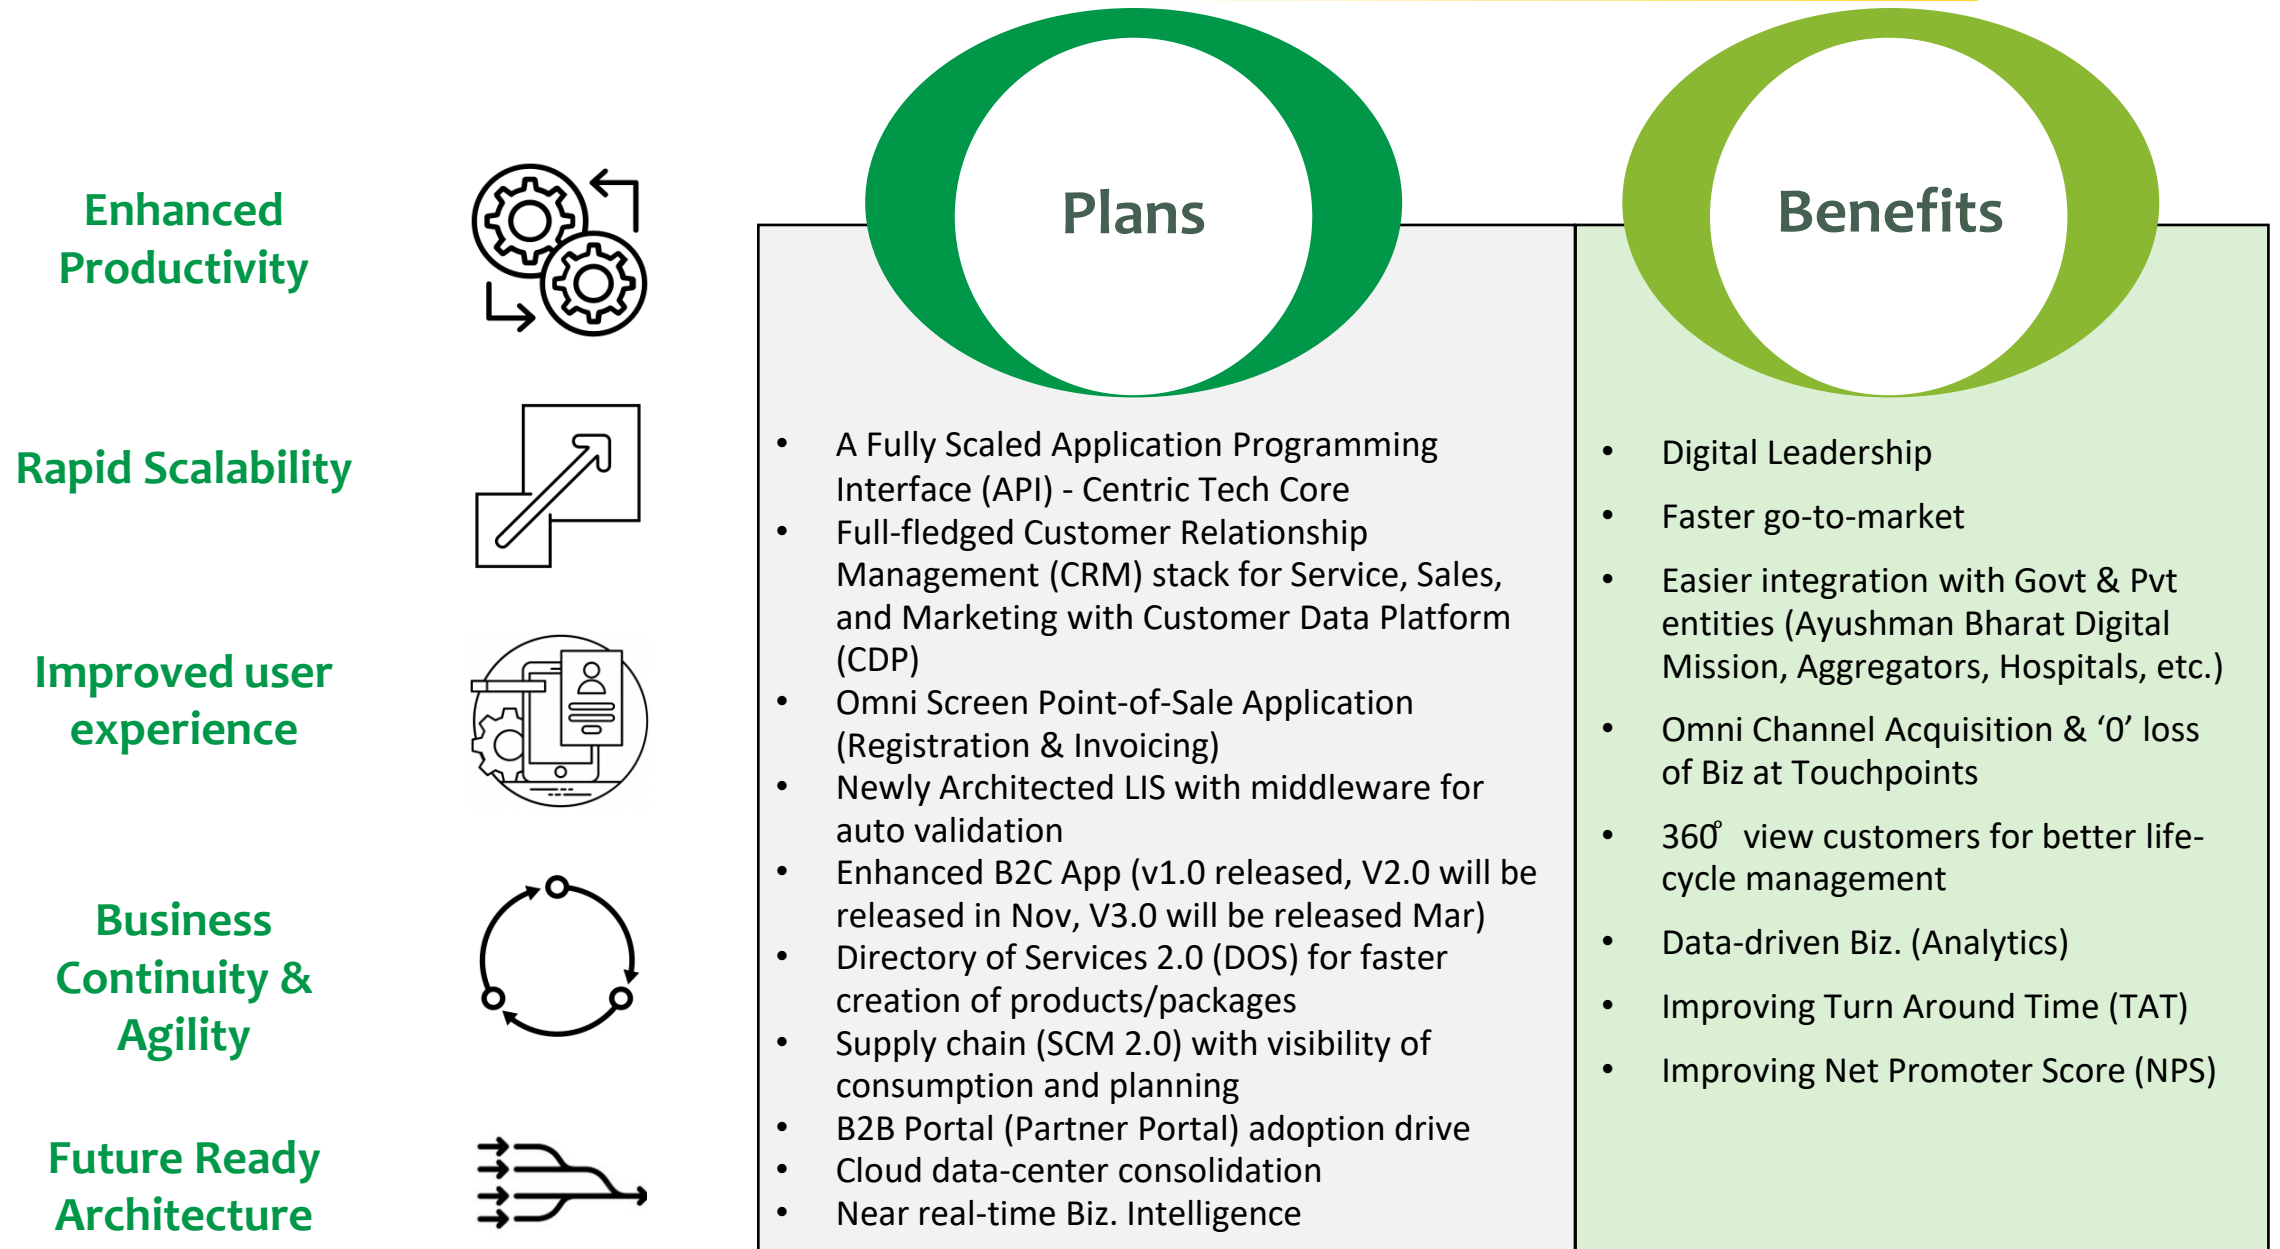 Enhanced
Productivity
Rapid Scalability
Improved user
experience
Business
Continuity &
Agility
Future Ready
Architecture
Plans
• A Fully Scaled Application Programming
Interface (API) - Centric Tech Core
• Full-fledged Customer Relationship
Management (CRM) stack for Service, Sales,
and Marketing with Customer Data Platform
(CDP)
• Omni Screen Point-of-Sale Application
(Registration & Invoicing)
• Newly Architected LIS with middleware for
auto validation
• Enhanced B2C App (v1.0 released, V2.0 will be
released in Nov, V3.0 will be released Mar)
• Directory of Services 2.0 (DOS) for faster
creation of products/packages
• Supply chain (SCM 2.0) with visibility of
consumption and planning
• B2B Portal (Partner Portal) adoption drive
• Cloud data-center consolidation
• Near real-time Biz. Intelligence
Benefits
• Digital Leadership
• Faster go-to-market
• Easier integration with Govt & Pvt
entities (Ayushman Bharat Digital
Mission, Aggregators, Hospitals, etc.)
• Omni Channel Acquisition & ‘0’ loss
of Biz at Touchpoints
• 360° view customers for better life-
cycle management
• Data-driven Biz. (Analytics)
• Improving Turn Around Time (TAT)
• Improving Net Promoter Score (NPS)